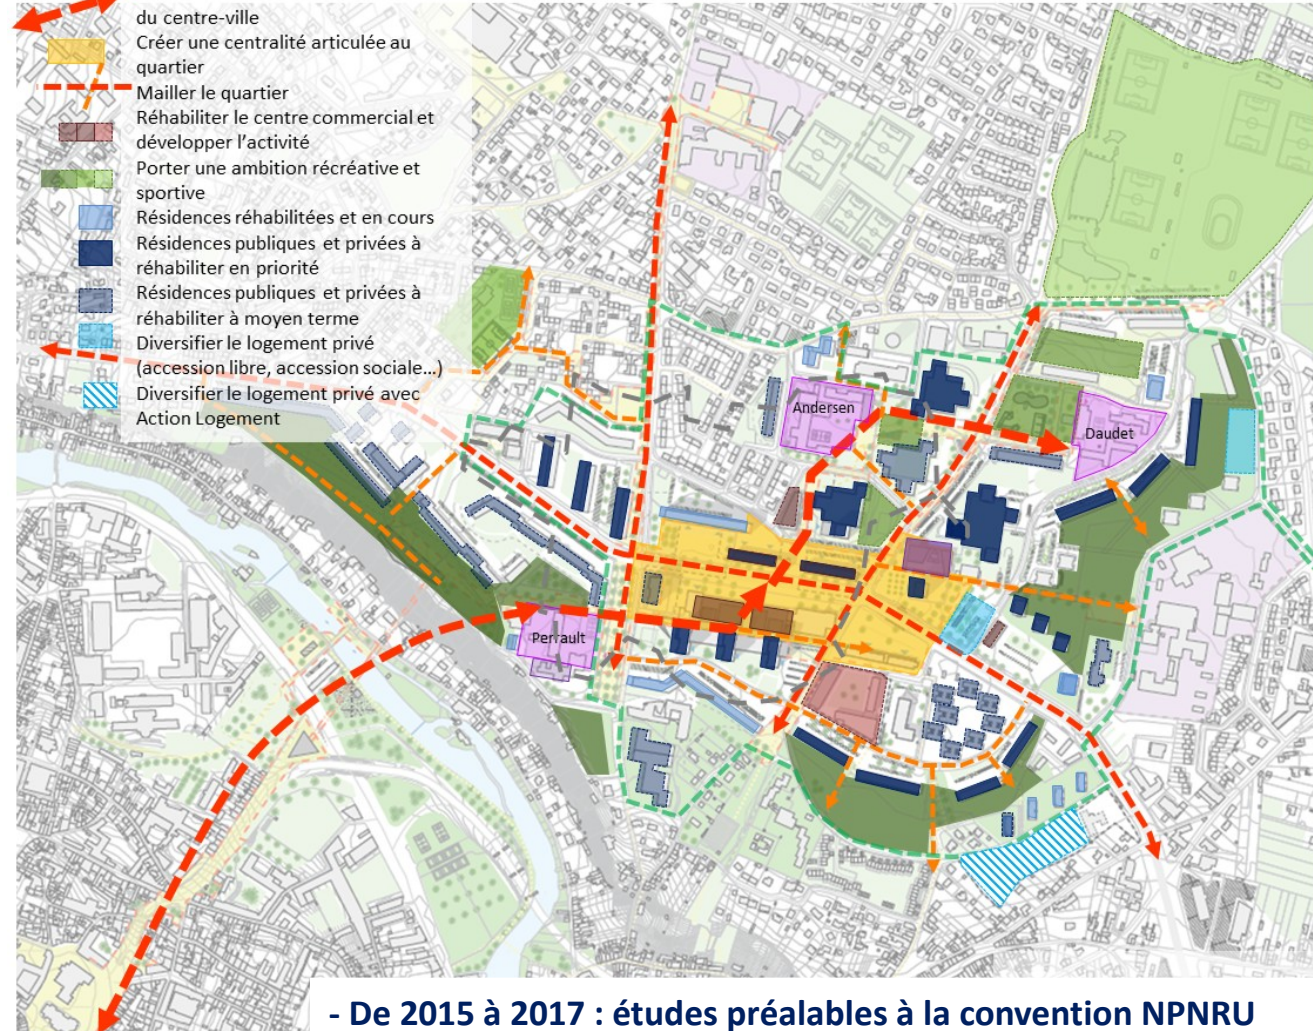 du centre-ville
Créer une centralité articulée au
quartier
Mailler le quartier
Réhabiliter le centre commercial et
développer l'activité
Porter une ambition récréative et
sportive
Résidences réhabilitées et en cours
Résidences publiques et privées à
réhabiliter en priorité
Résidences publiques et privées à
réhabiliter à moyen terme
Diversifier le logement privé
(accession libre, accession sociale…)
Diversifier le logement privé avec
Action Logement
Andersen
Daudet
Perrault
- De 2015 à 2017 : études préalables à la convention NPNRU